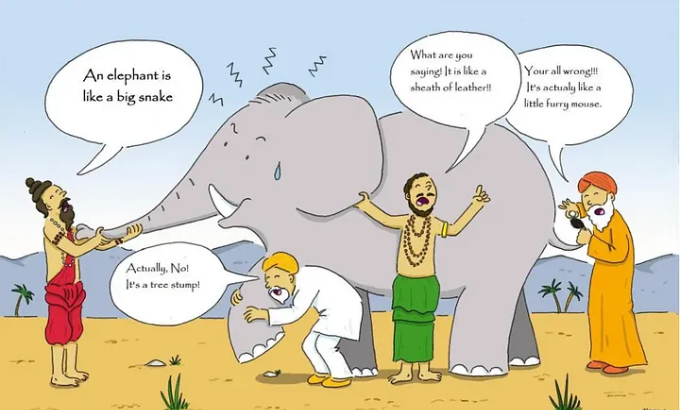 An elephant is
like a big snake
What are you
saying! It is like a
sheath of leather!!
Your all wrong!!!
It's actualy like a
little furry mouse.
Actually, No!
It's a tree stump!